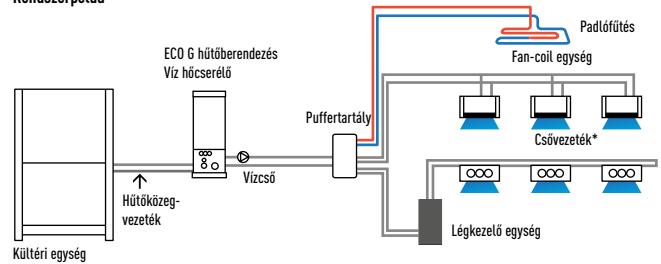 Rendszerpélda
Padlófűtés
ECO G hűtőberendezés
Víz hőcserélő
Fan-coil egység
Puffertartály
Csővezeték*
Vízcső
Hűtőközeg-
vezeték
Légkezelő egység
Kültéri egység